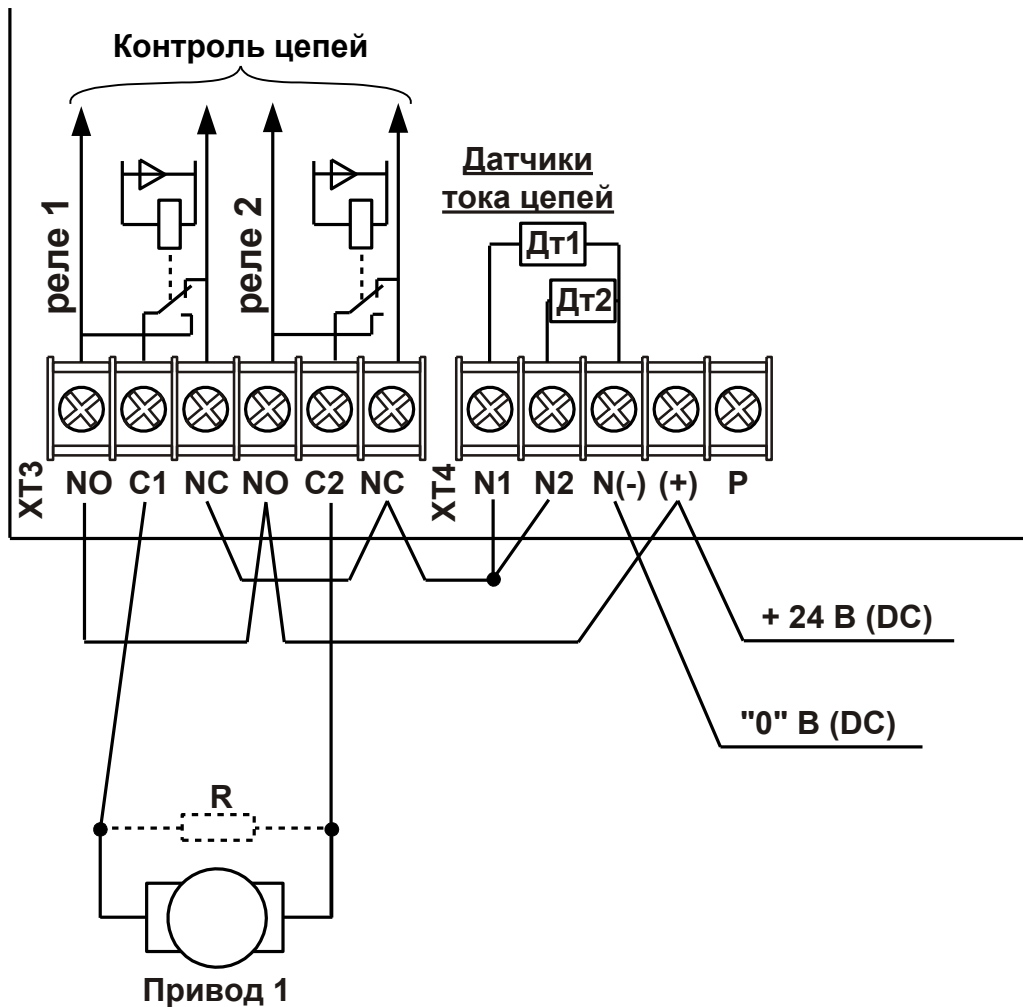 Контроль цепей
реле 1
реле 2
Датчики
тока цепей
Дт1
Дт2
XT3
NO C1 NC NO C2 NC
XT4
N1 N2 N(-) (+) P
+ 24 В (DC)
"0" В (DC)
R
Привод 1